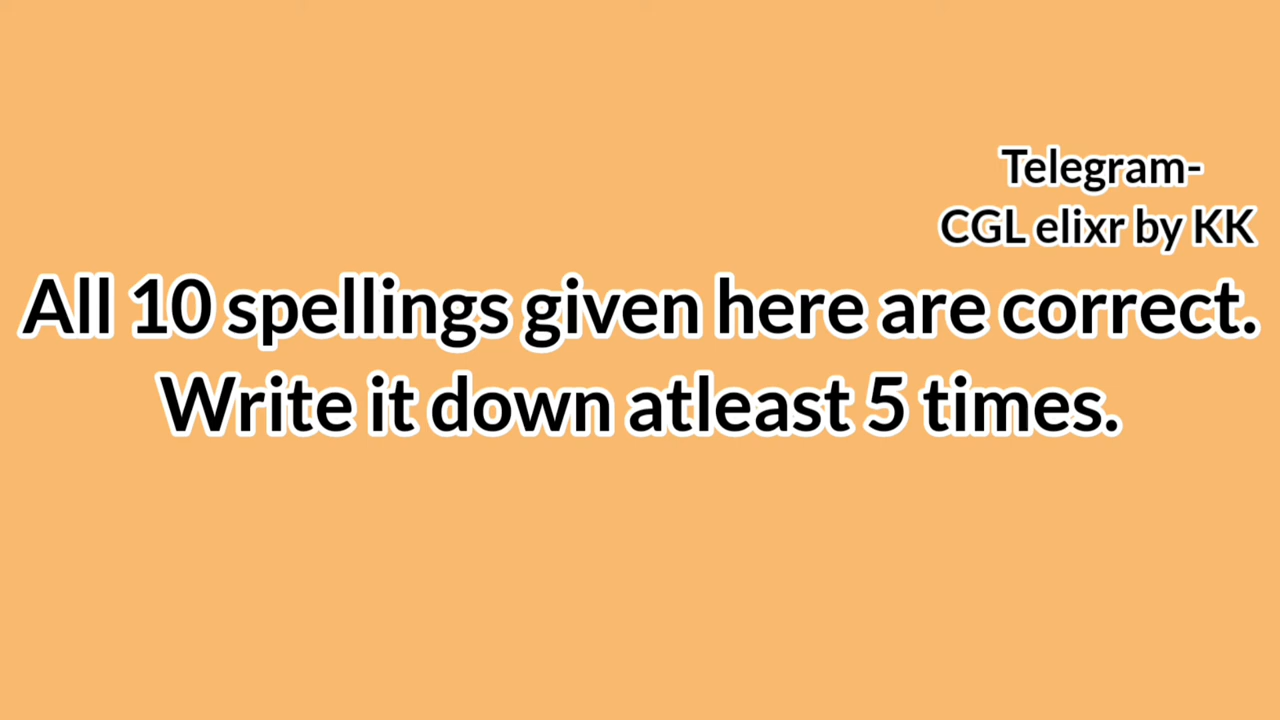 Telegram-
CGL elixr by KK
All 10 spellings given here are correct.
Write it down atleast 5 times.